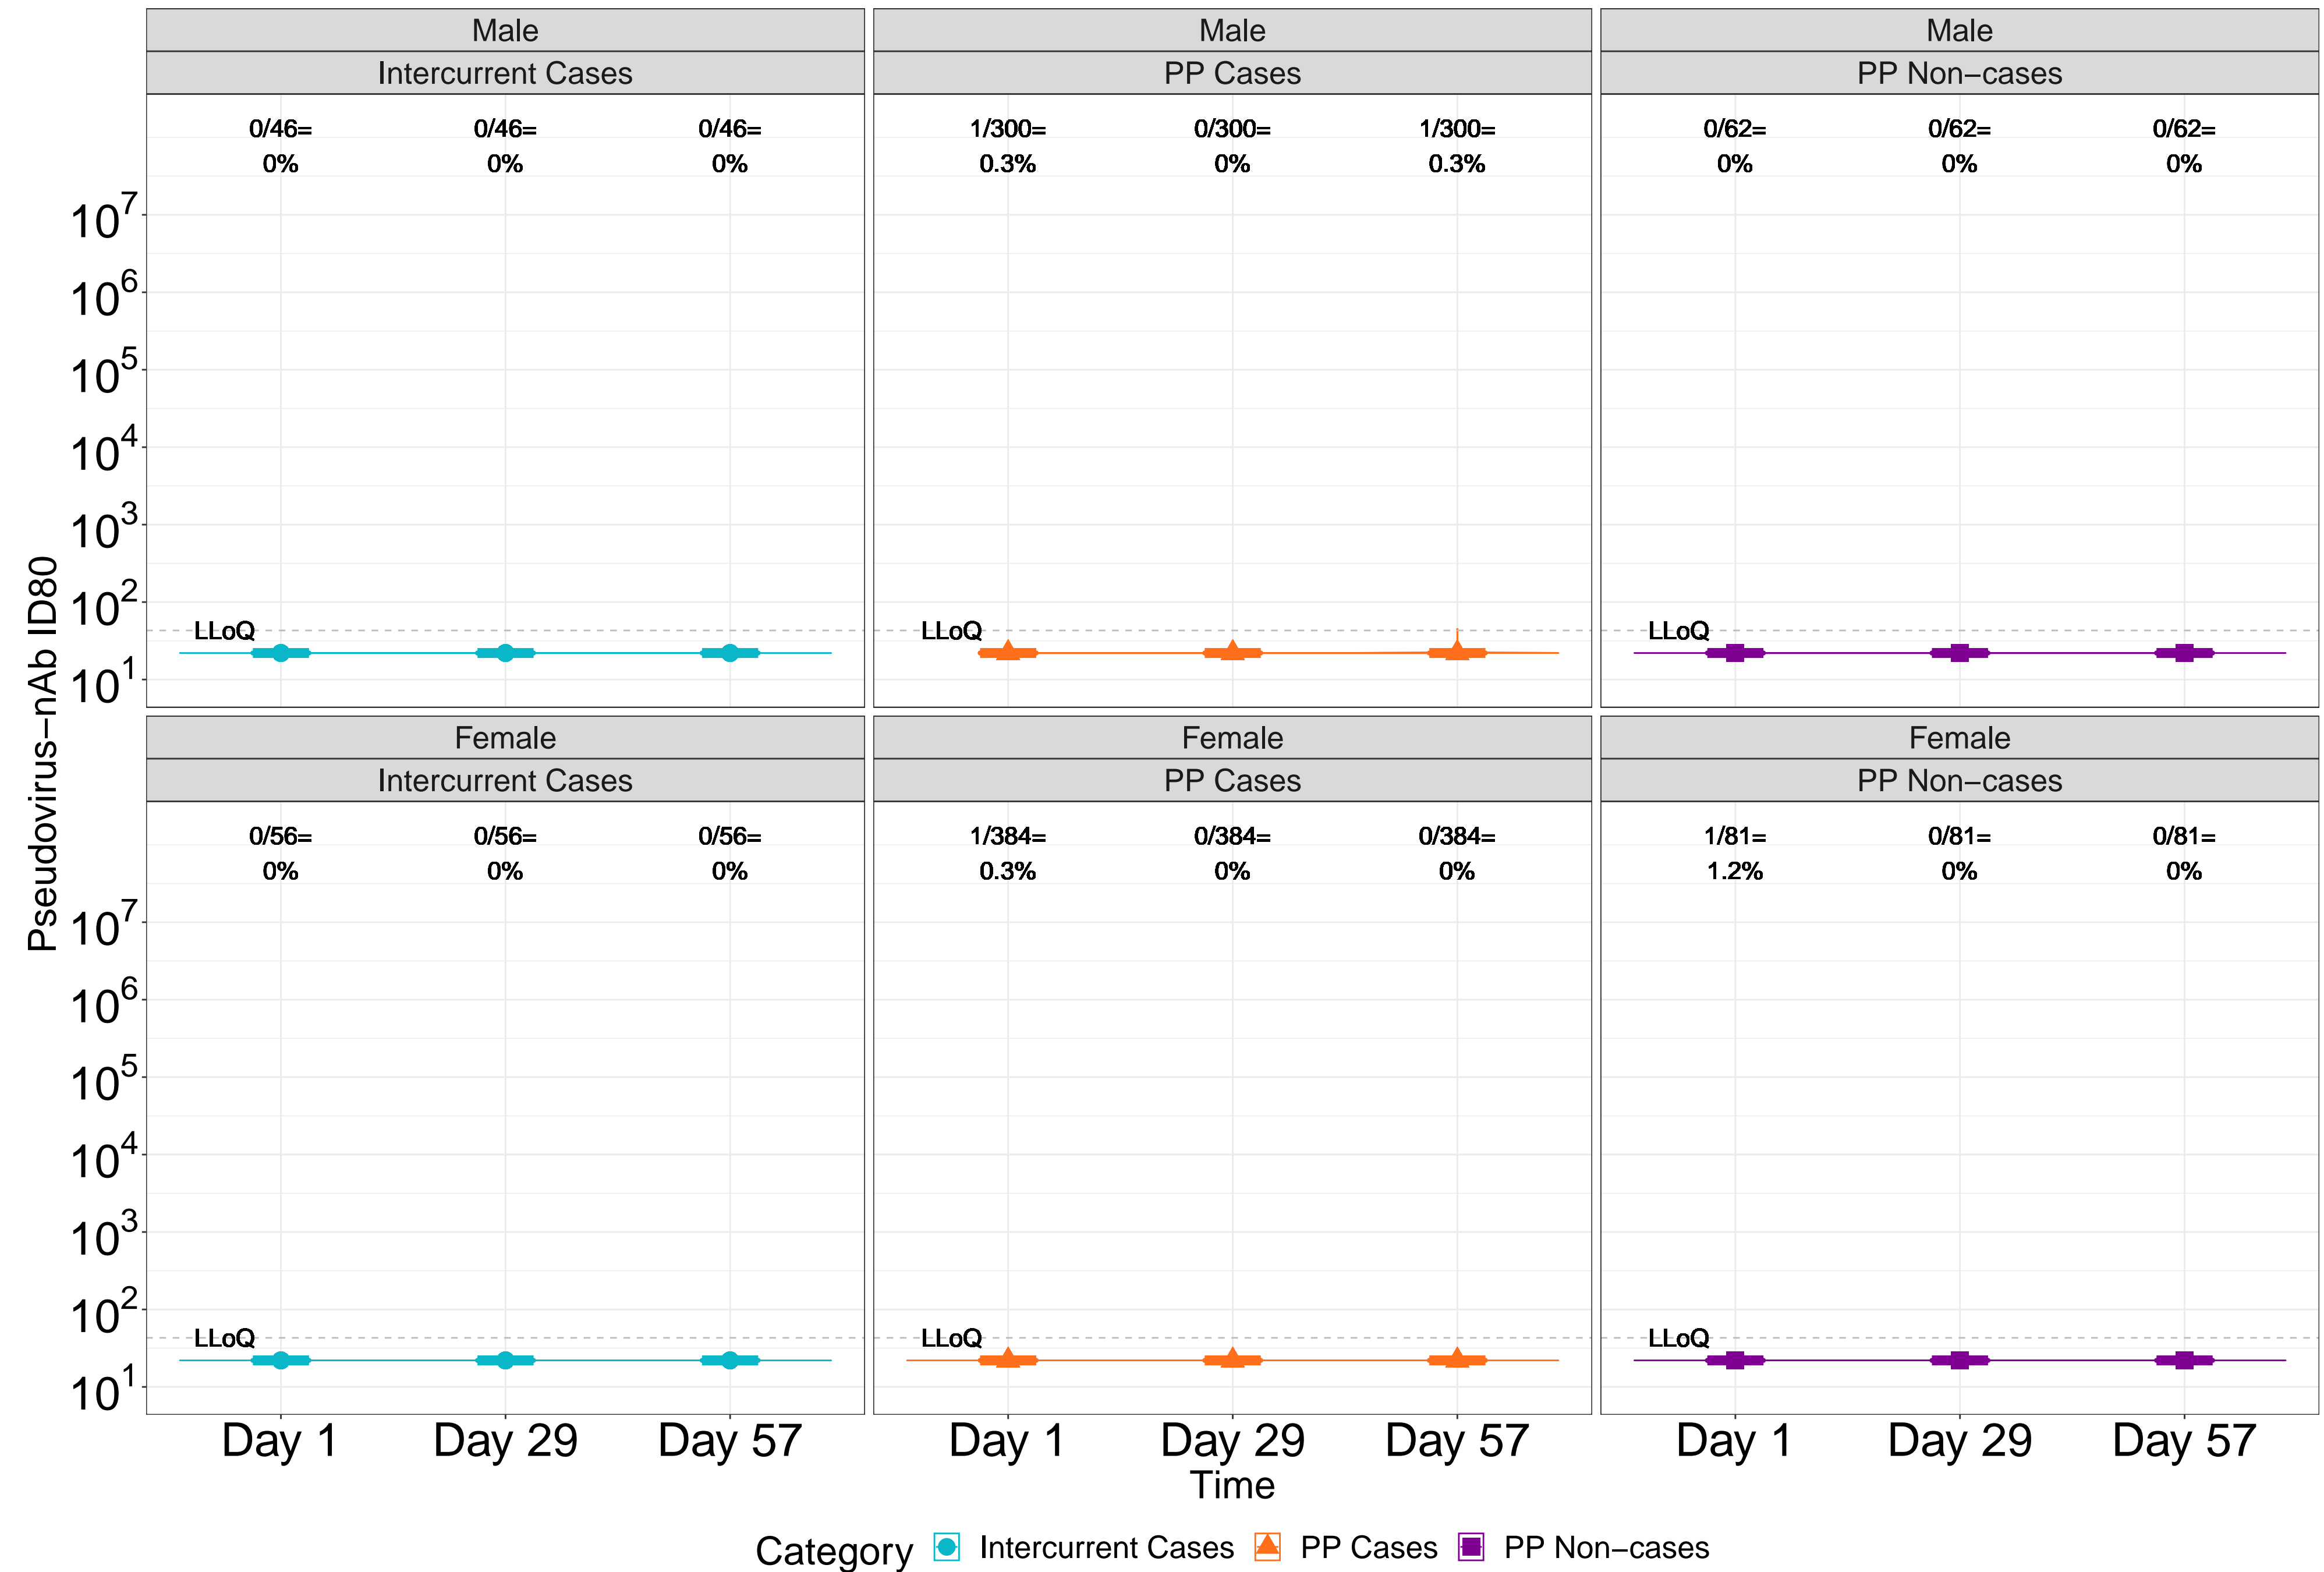 Male
Male
Male
Intercurrent Cases
PP Cases
PP Non−cases
0/46=
0%
0/46=
0%
0/46=
0%
1/300=
0.3%
0/300=
0%
1/300=
0.3%
0/62=
0%
0/62=
0%
0/62=
0%
10^7
10^6
10^5
10^4
10^3
10^2
10^1
LLoQ
LLoQ
LLoQ
Pseudovirus−nAb ID80
Female
Female
Female
Intercurrent Cases
PP Cases
PP Non−cases
0/56=
0%
0/56=
0%
0/56=
0%
1/384=
0.3%
0/384=
0%
0/384=
0%
1/81=
1.2%
0/81=
0%
0/81=
0%
10^7
10^6
10^5
10^4
10^3
10^2
10^1
LLoQ
LLoQ
LLoQ
Day 1
Day 29
Day 57
Day 1
Day 29
Day 57
Day 1
Day 29
Day 57
Time
Category
Intercurrent Cases
PP Cases
PP Non−cases